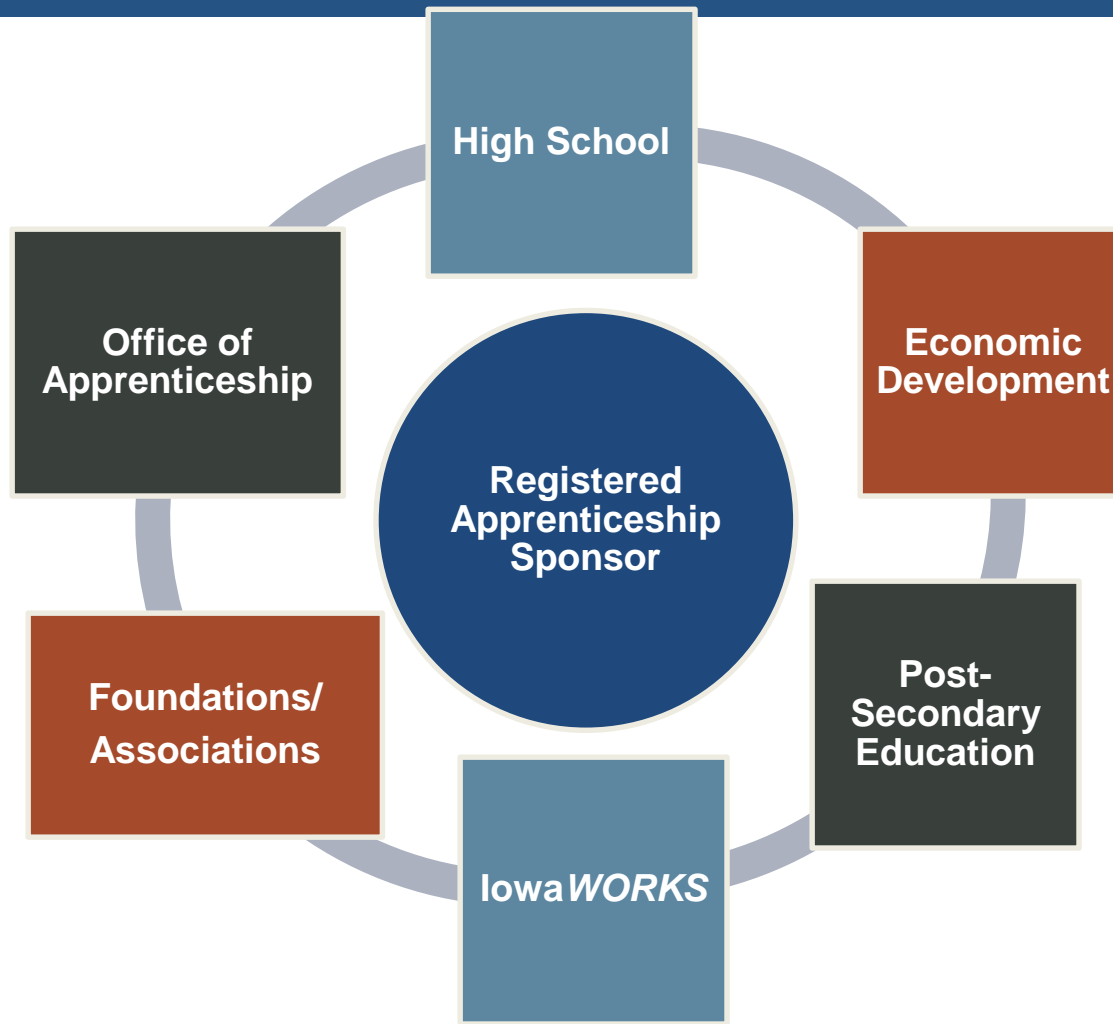 High School
Office of
Apprenticeship
Economic
Development
Registered
Apprenticeship
Sponsor
Foundations/
Associations
Post-
Secondary
Education
IowaWORKS